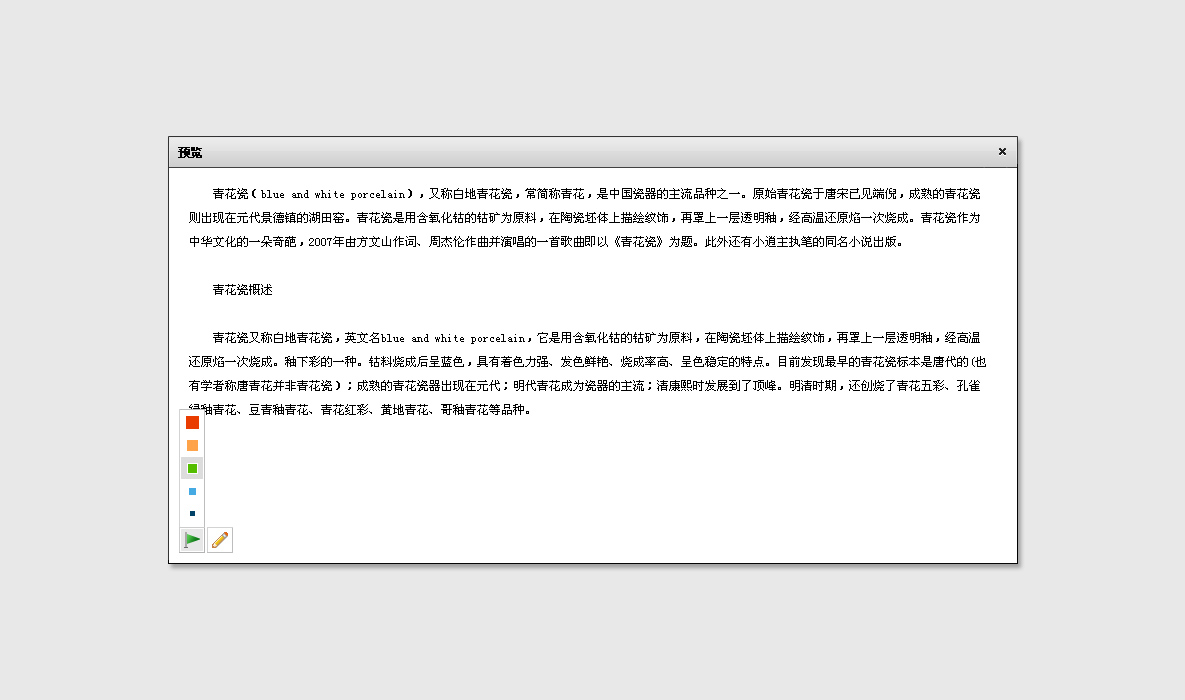 预览
青花瓷(blue and white porcelain),又称白地青花瓷,常简称青花,是中国瓷器的主流品种之一。原始青花瓷于唐宋已见端倪,成熟的青花瓷
则出现在元代景德镇的湖田窑。青花瓷是用含氧化钴的钴矿为原料,在陶瓷坯体上描绘纹饰,再罩上一层透明釉,经高温还原焰一次烧成。青花瓷作为
中华文化的一朵奇葩,2007年由方文山作词、周杰伦作曲并演唱的一首歌曲即以《青花瓷》为题。此外还有小逍主执笔的同名小说出版。
青花瓷概述
青花瓷又称白地青花瓷,英文名blue and white porcelain,它是用含氧化钴的钴矿为原料,在陶瓷坯体上描绘纹饰,再罩上一层透明釉,经高温
还原焰一次烧成。釉下彩的一种。钴料烧成后呈蓝色,具有着色力强、发色鲜艳、烧成率高、呈色稳定的特点。目前发现最早的青花瓷标本是唐代的(也
有学者称唐青花并非青花瓷);成熟的青花瓷器出现在元代;明代青花成为瓷器的主流;清康熙时发展到了顶峰。明清时期,还创烧了青花五彩、孔雀
绿釉青花、豆青釉青花、青花红彩、黄地青花、哥釉青花等品种。